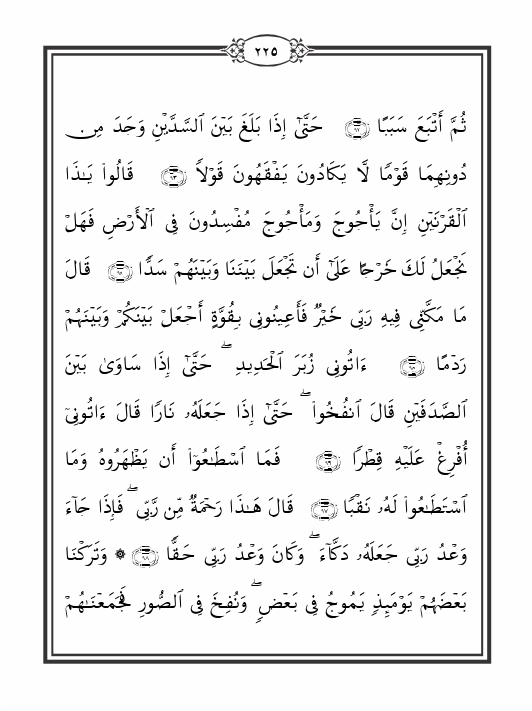 ٢٢٥
ثُمَّ أَتْبَعَ سَبَبًا ۝٩٢ حَتَّىٰٓ إِذَا بَلَغَ بَيْنَ ٱلسَّدَّيْنِ وَجَدَ مِن
دُونِهِمَا قَوْمًا لَّا يَكَادُونَ يَفْقَهُونَ قَوْلًا ۝٩٣ قَالُوا۟ يَـٰذَا
ٱلْقَرْنَيْنِ إِنَّ يَأْجُوجَ وَمَأْجُوجَ مُفْسِدُونَ فِى ٱلْأَرْضِ فَهَلْ
نَجْعَلُ لَكَ خَرْجًا عَلَىٰٓ أَن تَجْعَلَ بَيْنَنَا وَبَيْنَهُمْ سَدًّا ۝٩٤ قَالَ
مَا مَكَّنِّى فِيهِ رَبِّى خَيْرٌ فَأَعِينُونِى بِقُوَّةٍ أَجْعَلْ بَيْنَكُمْ وَبَيْنَهُمْ
رَدْمًا ۝٩٥ ءَاتُونِى زُبَرَ ٱلْحَدِيدِ ۖ حَتَّىٰٓ إِذَا سَاوَىٰ بَيْنَ
ٱلصَّدَفَيْنِ قَالَ ٱنفُخُوا۟ ۖ حَتَّىٰٓ إِذَا جَعَلَهُۥ نَارًا قَالَ ءَاتُونِىٓ
أُفْرِغْ عَلَيْهِ قِطْرًا ۝٩٦ فَمَا ٱسْطَـٰعُوٓا۟ أَن يَظْهَرُوهُ وَمَا
ٱسْتَطَـٰعُوا۟ لَهُۥ نَقْبًا ۝٩٧ قَالَ هَـٰذَا رَحْمَةٌ مِّن رَّبِّى ۖ فَإِذَا جَآءَ
وَعْدُ رَبِّى جَعَلَهُۥ دَكَّآءَ ۖ وَكَانَ وَعْدُ رَبِّى حَقًّا ۝٩٨ ۞ وَتَرَكْنَا
بَعْضَهُمْ يَوْمَئِذٍ يَمُوجُ فِى بَعْضٍ ۖ وَنُفِخَ فِى ٱلصُّورِ فَجَمَعْنَـٰهُمْ